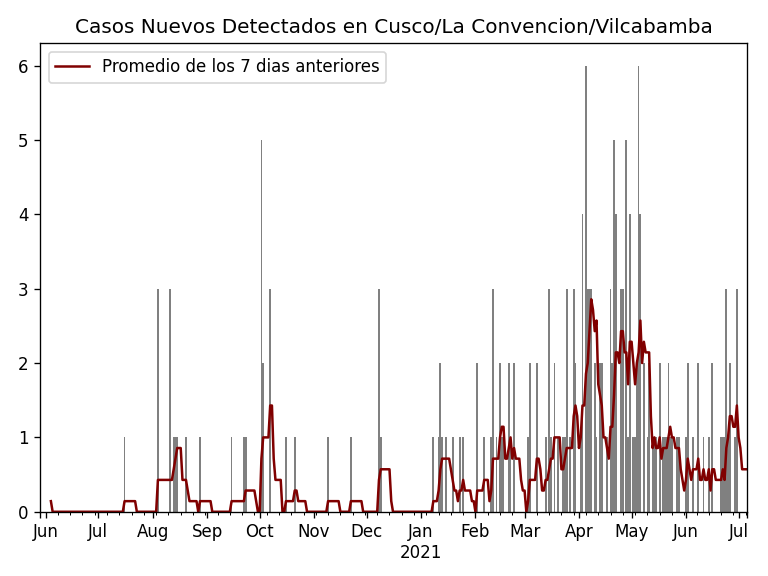 Casos Nuevos Detectados en Cusco/La Convencion/Vilcabamba
Promedio de los 7 dias anteriores
6
5
4
3
2
1
0
Jun Jul Aug Sep Oct Nov Dec Jan Feb Mar Apr May Jun Jul
2021